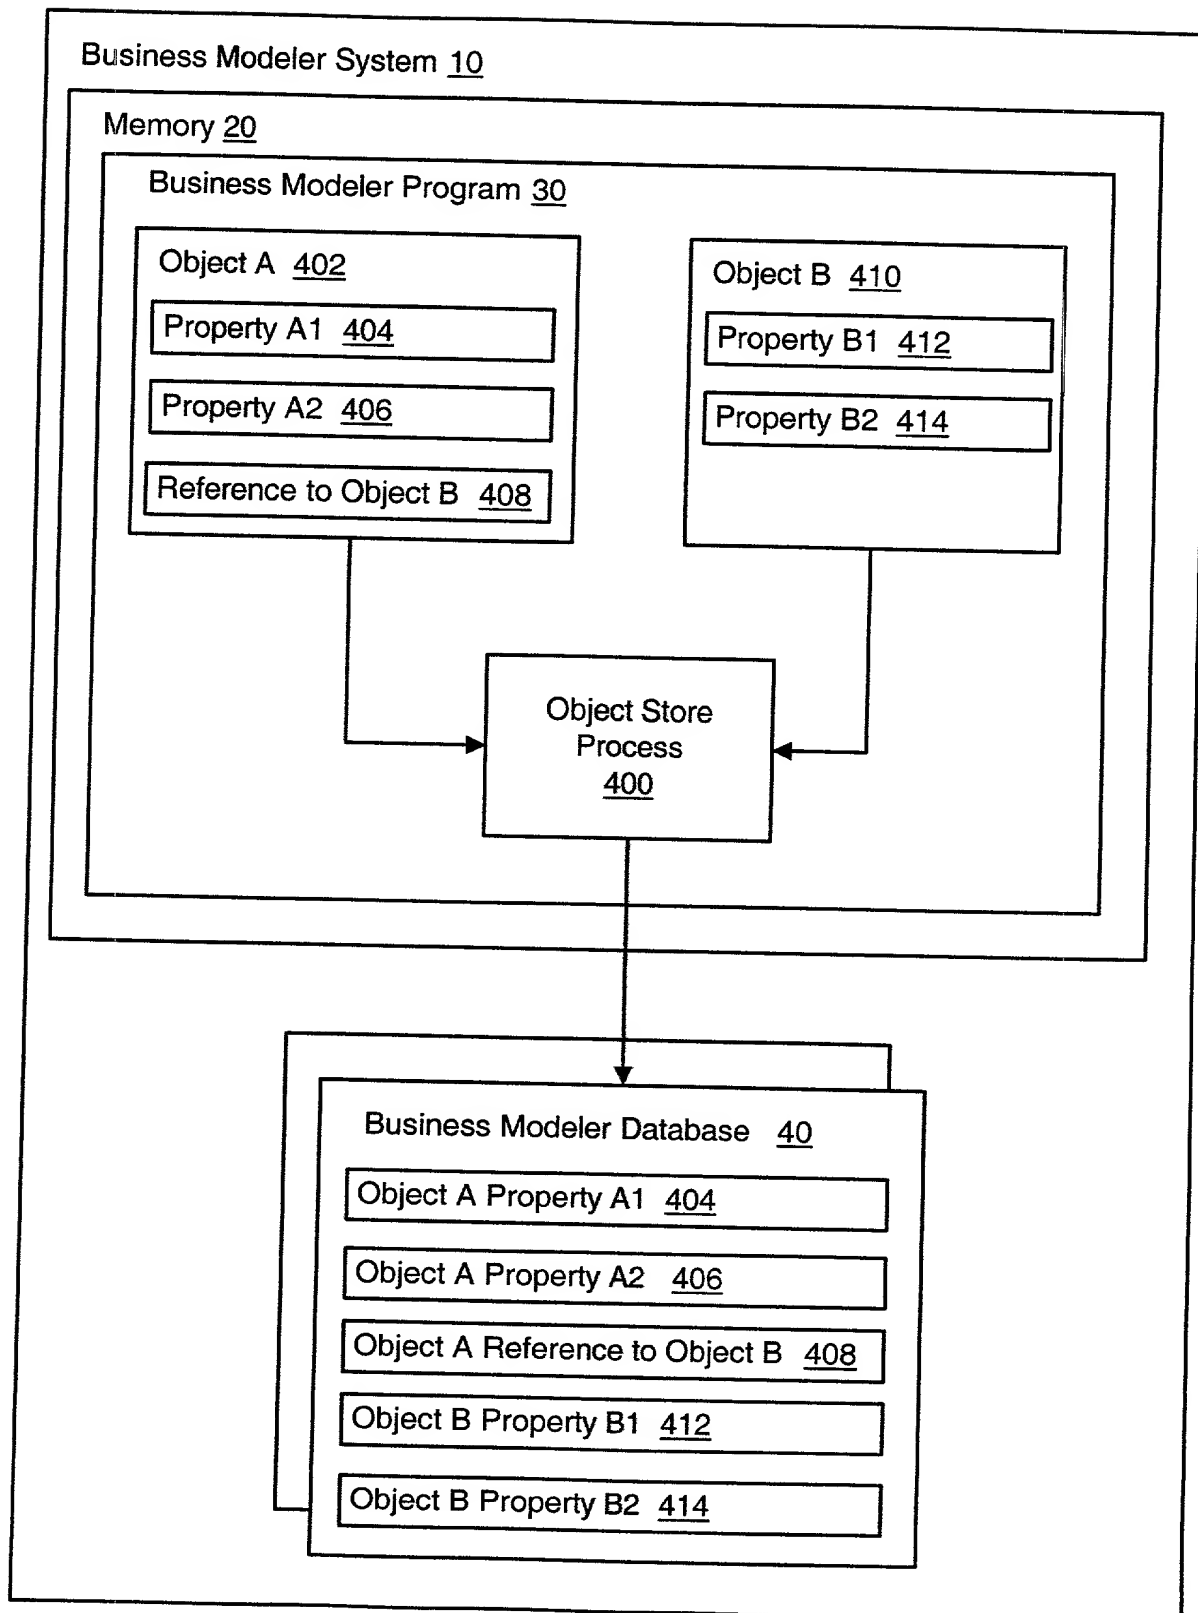 Business Modeler System 10
Memory 20
Business Modeler Program 30
Object A 402
Property A1 404
Property A2 406
Reference to Object B 408
Object B 410
Property B1 412
Property B2 414
Object Store
Process
400
Business Modeler Database 40
Object A Property A1 404
Object A Property A2 406
Object A Reference to Object B 408
Object B Property B1 412
Object B Property B2 414